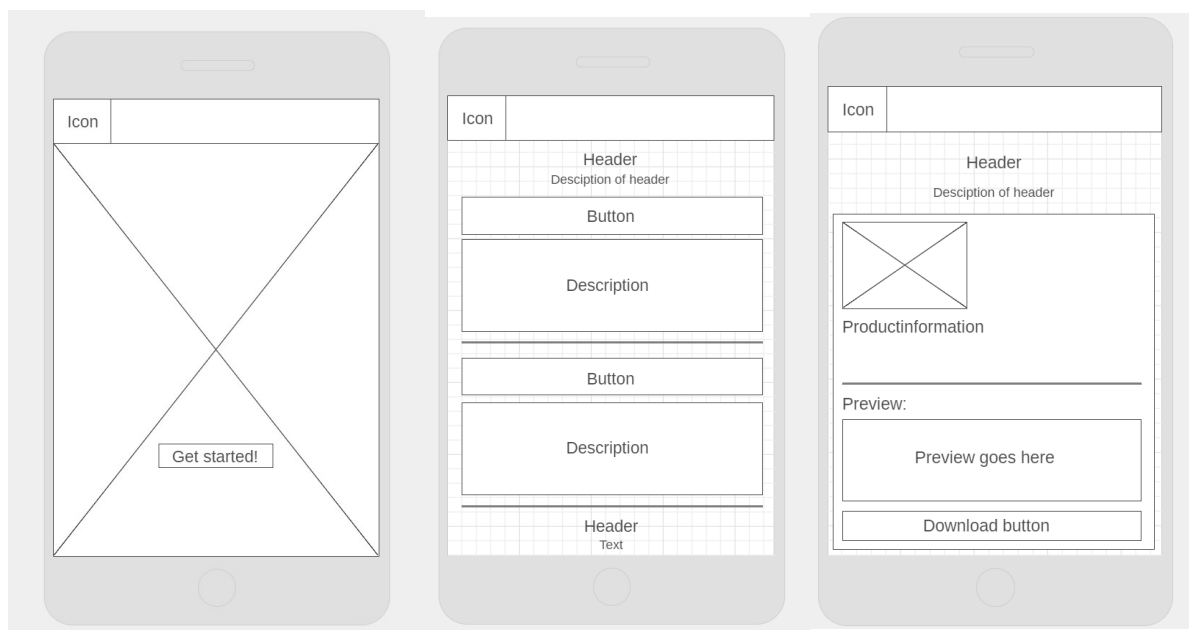 Icon
Get started!
Icon
Header
Desciption of header
Button
Description
Button
Description
Header
Text
Icon
Header
Desciption of header
Productinformation
Preview:
Preview goes here
Download button